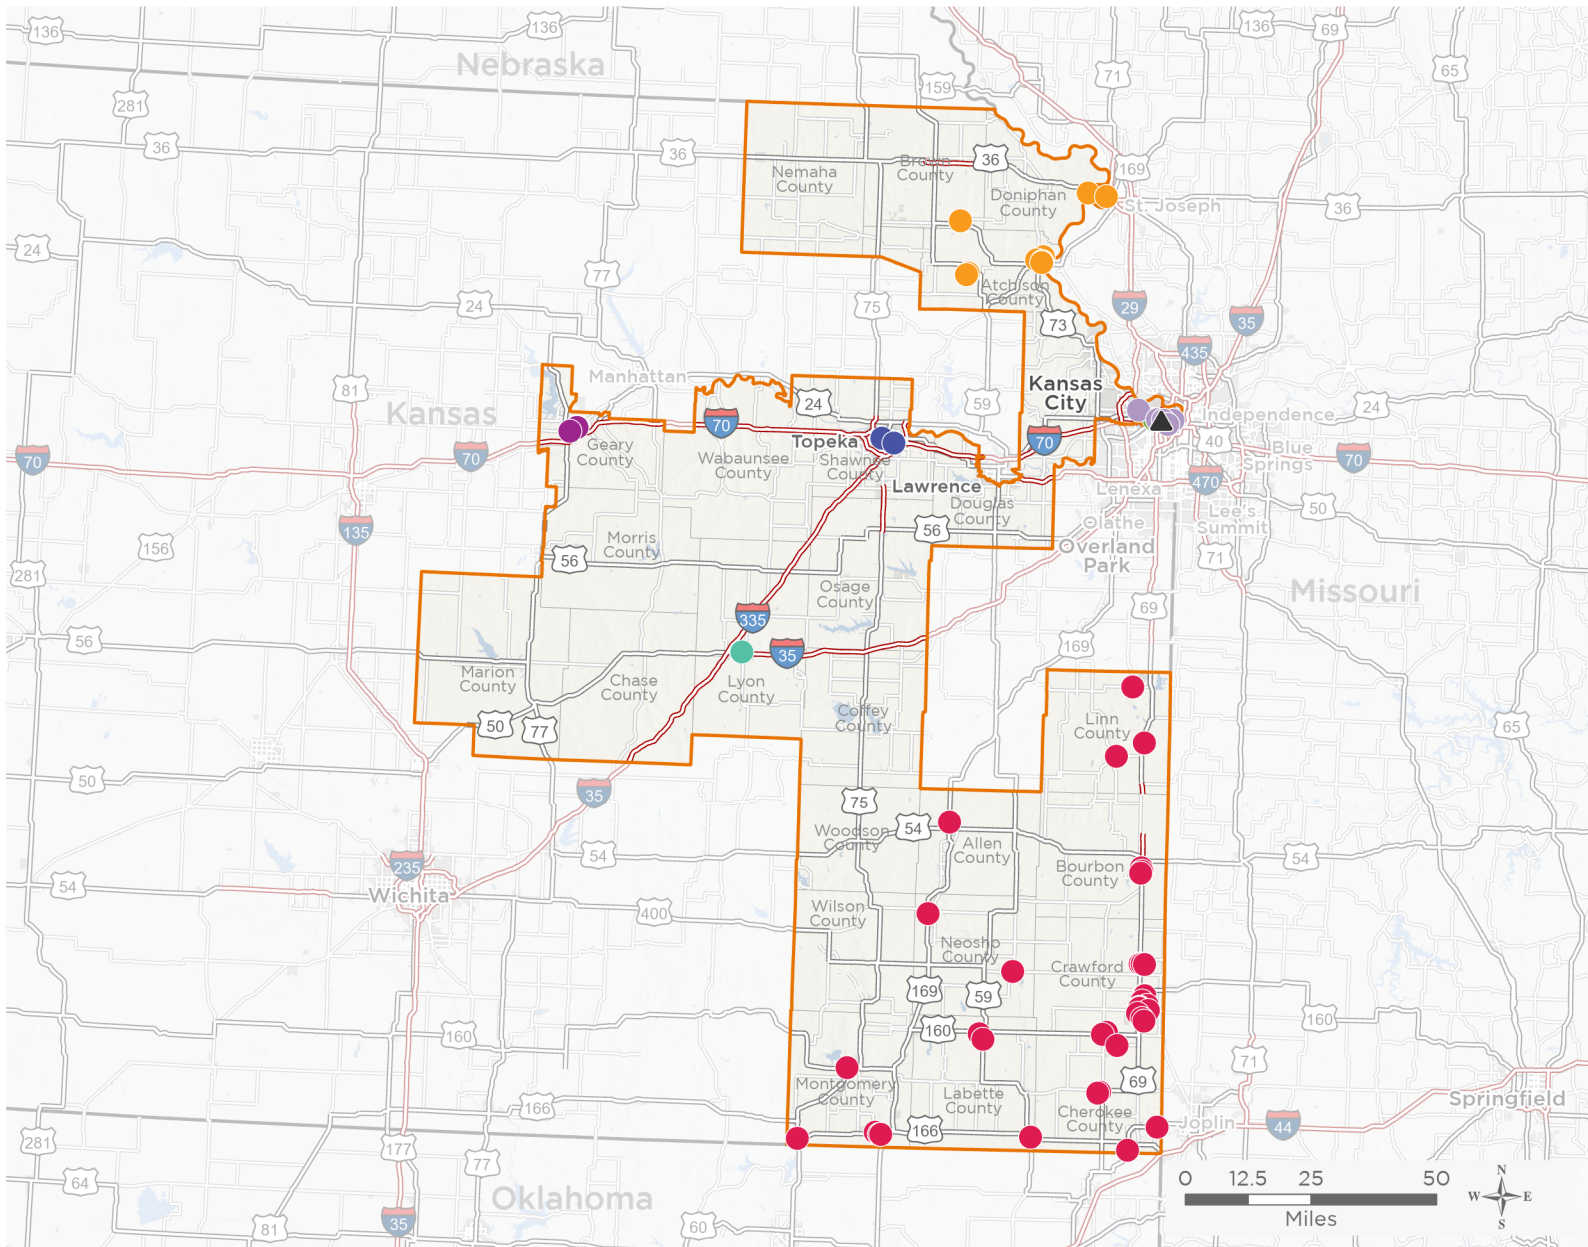 136
136
136
69
Nebraska
71
65
159
281
36
36
36
169
Brown
County
Nemaha
County
Doniphan
County
St. Joseph
36
24
77
Atchison
County
24
75
29
35
73
435
Manhattan
Kansas
City
81
24
59
Kansas
Independence
24
70
70
70
Topeka
70
40
Geary
County
Wabaunsee
County
Shawnee
County
Blue
Springs
70
70
470
Lawrence
Lenexa
Douglas
County
50
Lee's
Summit
135
56
Olathe
Morris
County
156
56
Overland
Park
71
281
Osage
County
Missouri
69
335
56
169
35
Marion
County
Chase
County
Lyon
County
Coffey
County
Linn
County
50
77
65
50
35
75
54
Woodson
County
Allen
County
54
54
235
Bourbon
County
54
Wichita
400
Wilson
County
Neosho
County
Crawford
County
169
59
160
160
160
71
69
Montgomery
County
Labette
County
Springfield
166
Cherokee
County
Joplin
44
166
281
177
77
0 12.5 25 50
Miles
N
W E
S
64
Oklahoma
35
81
60